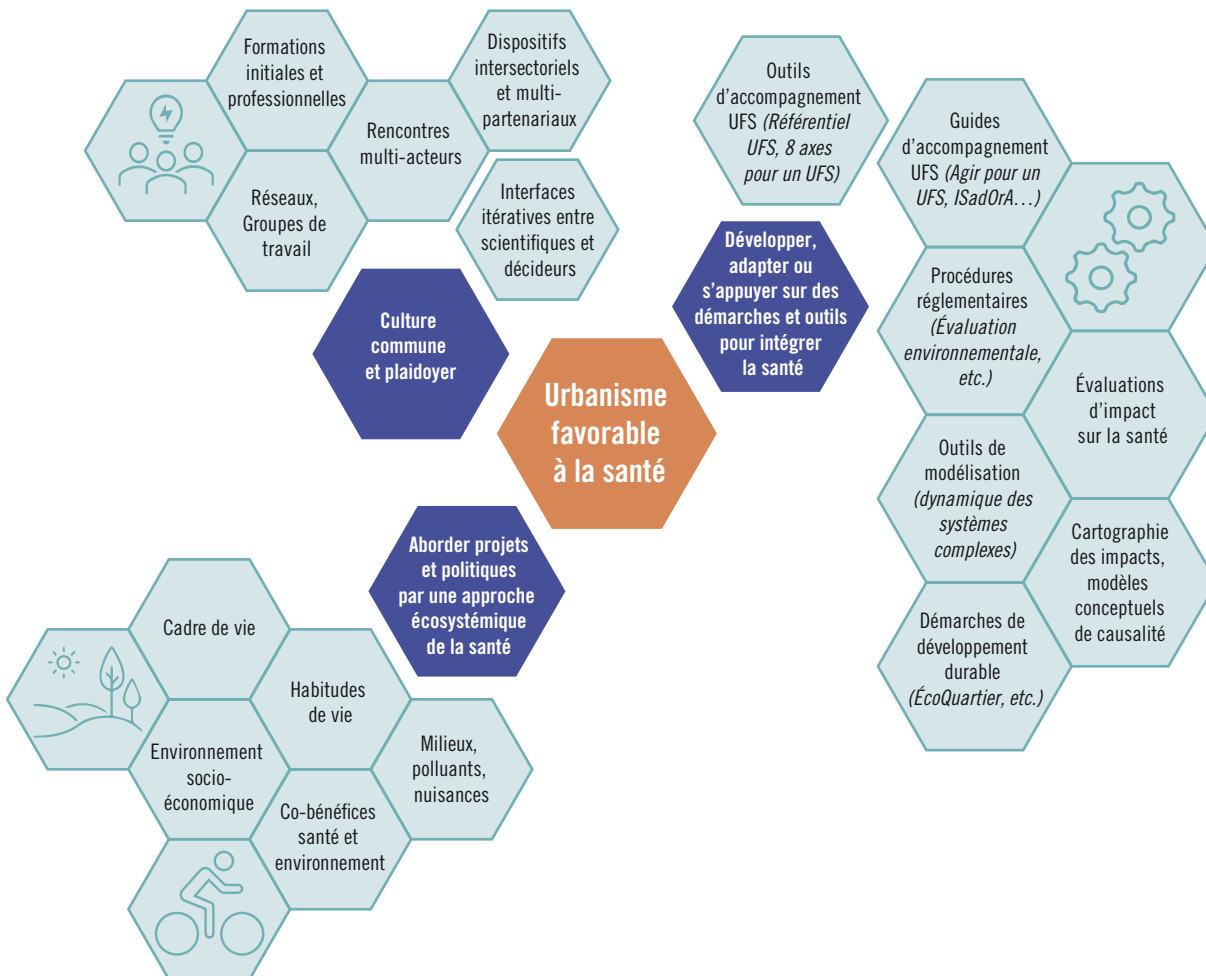 Formations
initiales et
professionnelles
Rencontres
multi-acteurs
Dispositifs
intersectoriels
et multi-
partenariaux
Réseaux,
Groupes de
travail
Interfaces
itératives entre
scientifiques et
décideurs
Culture
commune
et plaidoyer
Urbanisme
favorable
à la santé
Développer,
adapter ou
s’appuyer sur des
démarches et outils
pour intégrer
la santé
Outils
d’accompagnement
UFS (Référentiel
UFS, 8 axes
pour un UFS)
Guides
d’accompagnement
UFS (Agir pour un
UFS, ISadOrA…)
Procédures
réglementaires
(Évaluation
environnementale,
etc.)
Évaluations
d’impact
sur la santé
Outils de
modélisation
(dynamique des
systèmes
complexes)
Cartographie
des impacts,
modèles
conceptuels
de causalité
Démarches de
développement
durable
(ÉcoQuartier, etc.)
Aborder projets
et politiques
par une approche
écosystémique
de la santé
Cadre de vie
Habitudes
de vie
Environnement
socio-
économique
Milieux,
polluants,
nuisances
Co-bénéfices
santé et
environnement